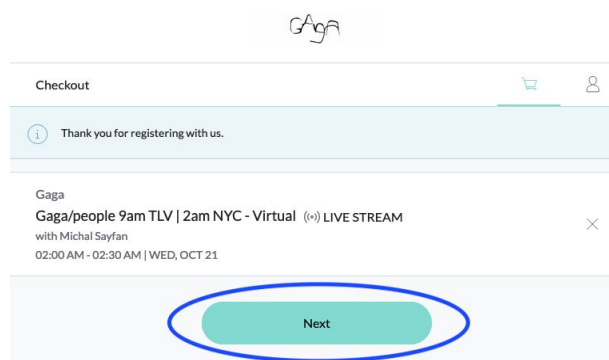 GAgA
Checkout
i Thank you for registering with us.
Gaga
Gaga/people 9am TLV | 2am NYC - Virtual LIVE STREAM
with Michal Sayfan
02:00 AM - 02:30 AM | WED, OCT 21
Next